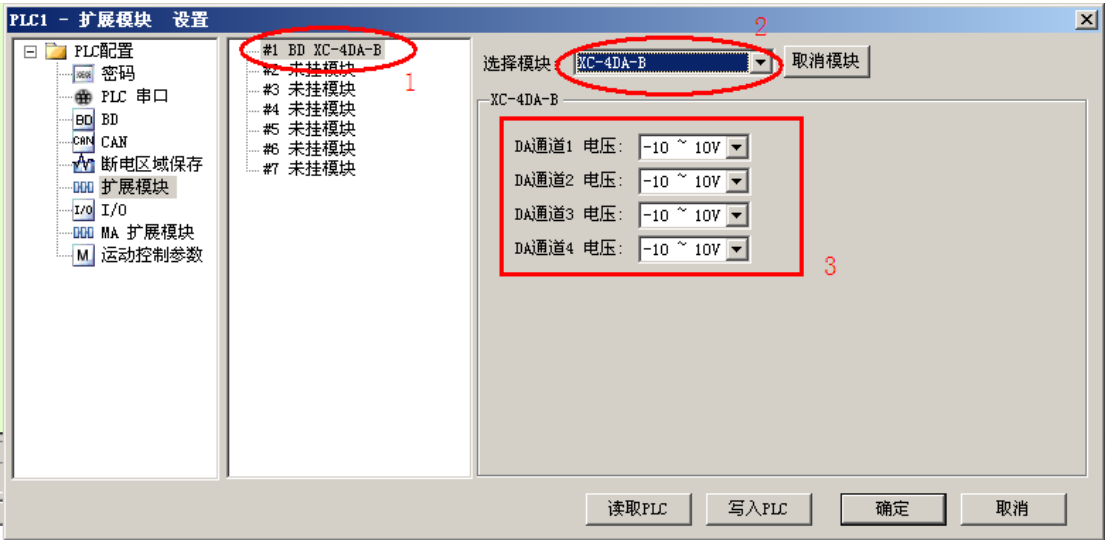 PLC1 - 扩展模块 设置
PLC配置
密码
PLC 串口
BD BD
CAN CAN
断电区域保存
扩展模块
I/O I/O
MA 扩展模块
M 运动控制参数
#1 BD XC-4DA-B
#2 未挂模块
#3 未挂模块
#4 未挂模块
#5 未挂模块
#6 未挂模块
#7 未挂模块
1
2
选择模块: XC-4DA-B 取消模块
XC-4DA-B
DA通道1 电压: -10 ~ 10V
DA通道2 电压: -10 ~ 10V
DA通道3 电压: -10 ~ 10V
DA通道4 电压: -10 ~ 10V
3
读取PLC 写入PLC 确定 取消